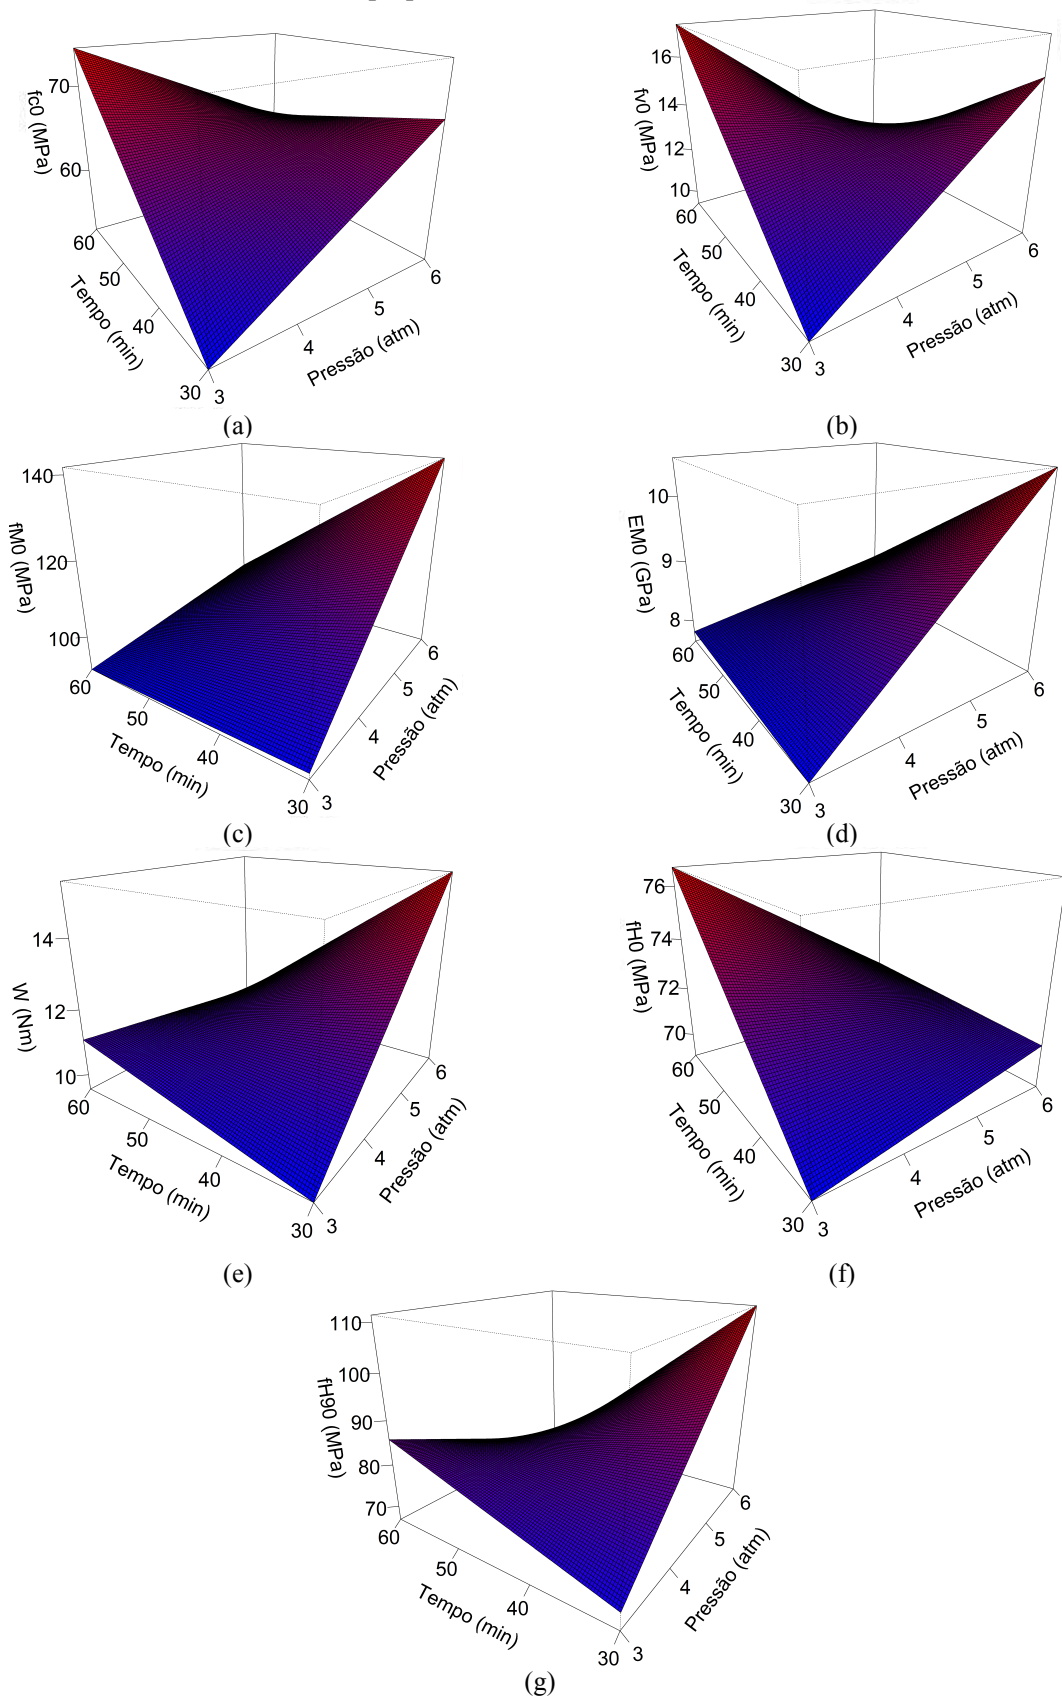 70
60
fc0 (MPa)
60
50
40
30
Tempo (min)
3
4
5
6
Pressão (atm)
(a)
16
14
12
10
fv0 (MPa)
60
50
40
30
Tempo (min)
3
4
5
6
Pressão (atm)
(b)
140
120
100
fM0 (MPa)
60
50
40
30
Tempo (min)
3
4
5
6
Pressão (atm)
(c)
10
9
8
EM0 (GPa)
60
50
40
30
Tempo (min)
3
4
5
6
Pressão (atm)
(d)
14
12
10
W (Nm)
60
50
40
30
Tempo (min)
3
4
5
6
Pressão (atm)
(e)
76
74
72
70
fH0 (MPa)
60
50
40
30
Tempo (min)
3
4
5
6
Pressão (atm)
(f)
110
100
90
80
70
fH90 (MPa)
60
50
40
30
Tempo (min)
3
4
5
6
Pressão (atm)
(g)